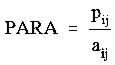 PARA = p_ij / a_ij